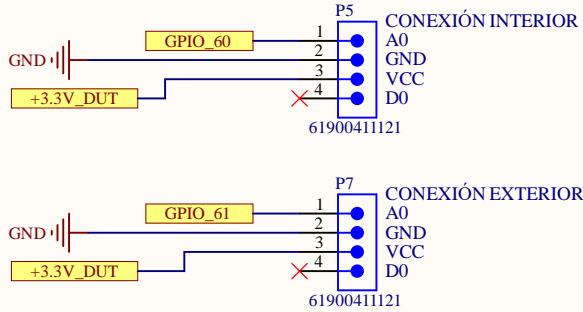 P5
CONEXIÓN INTERIOR
GPIO_60 1 A0
GND 2 GND
3 VCC
+3.3V_DUT 4 D0
61900411121
P7
CONEXIÓN EXTERIOR
GPIO_61 1 A0
GND 2 GND
3 VCC
+3.3V_DUT 4 D0
61900411121